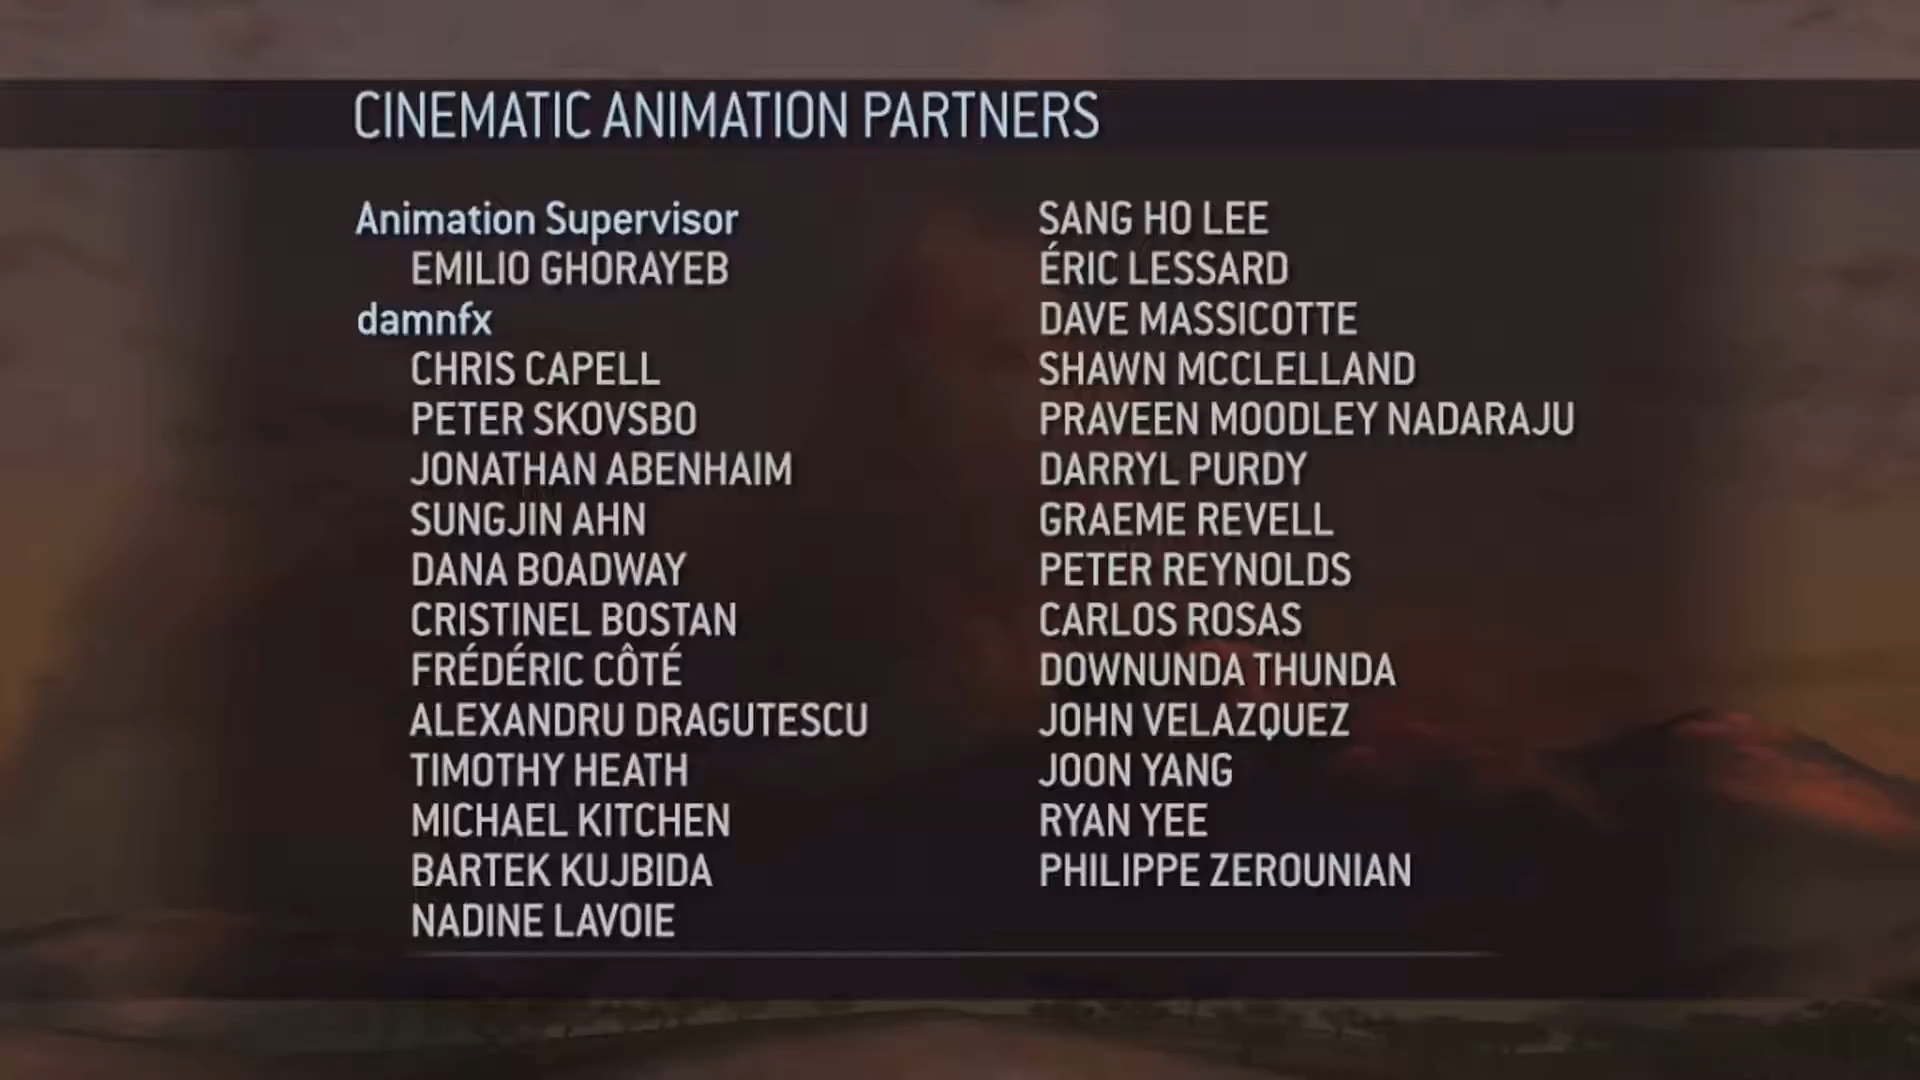 CINEMATIC ANIMATION PARTNERS
Animation Supervisor
EMILIO GHORAYEB
damnfx
CHRIS CAPELL
PETER SKOVSBO
JONATHAN ABENHAIM
SUNGJIN AHN
DANA BOADWAY
CRISTINEL BOSTAN
FRÉDÉRIC CÔTÉ
ALEXANDRU DRAGUTESCU
TIMOTHY HEATH
MICHAEL KITCHEN
BARTEK KUJBIDA
NADINE LAVOIE
SANG HO LEE
ÉRIC LESSARD
DAVE MASSICOTTE
SHAWN MCCLELLAND
PRAVEEN MOODLEY NADARAJU
DARRYL PURDY
GRAEME REVELL
PETER REYNOLDS
CARLOS ROSAS
DOWNUNDA THUNDA
JOHN VELAZQUEZ
JOON YANG
RYAN YEE
PHILIPPE ZEROUNIAN